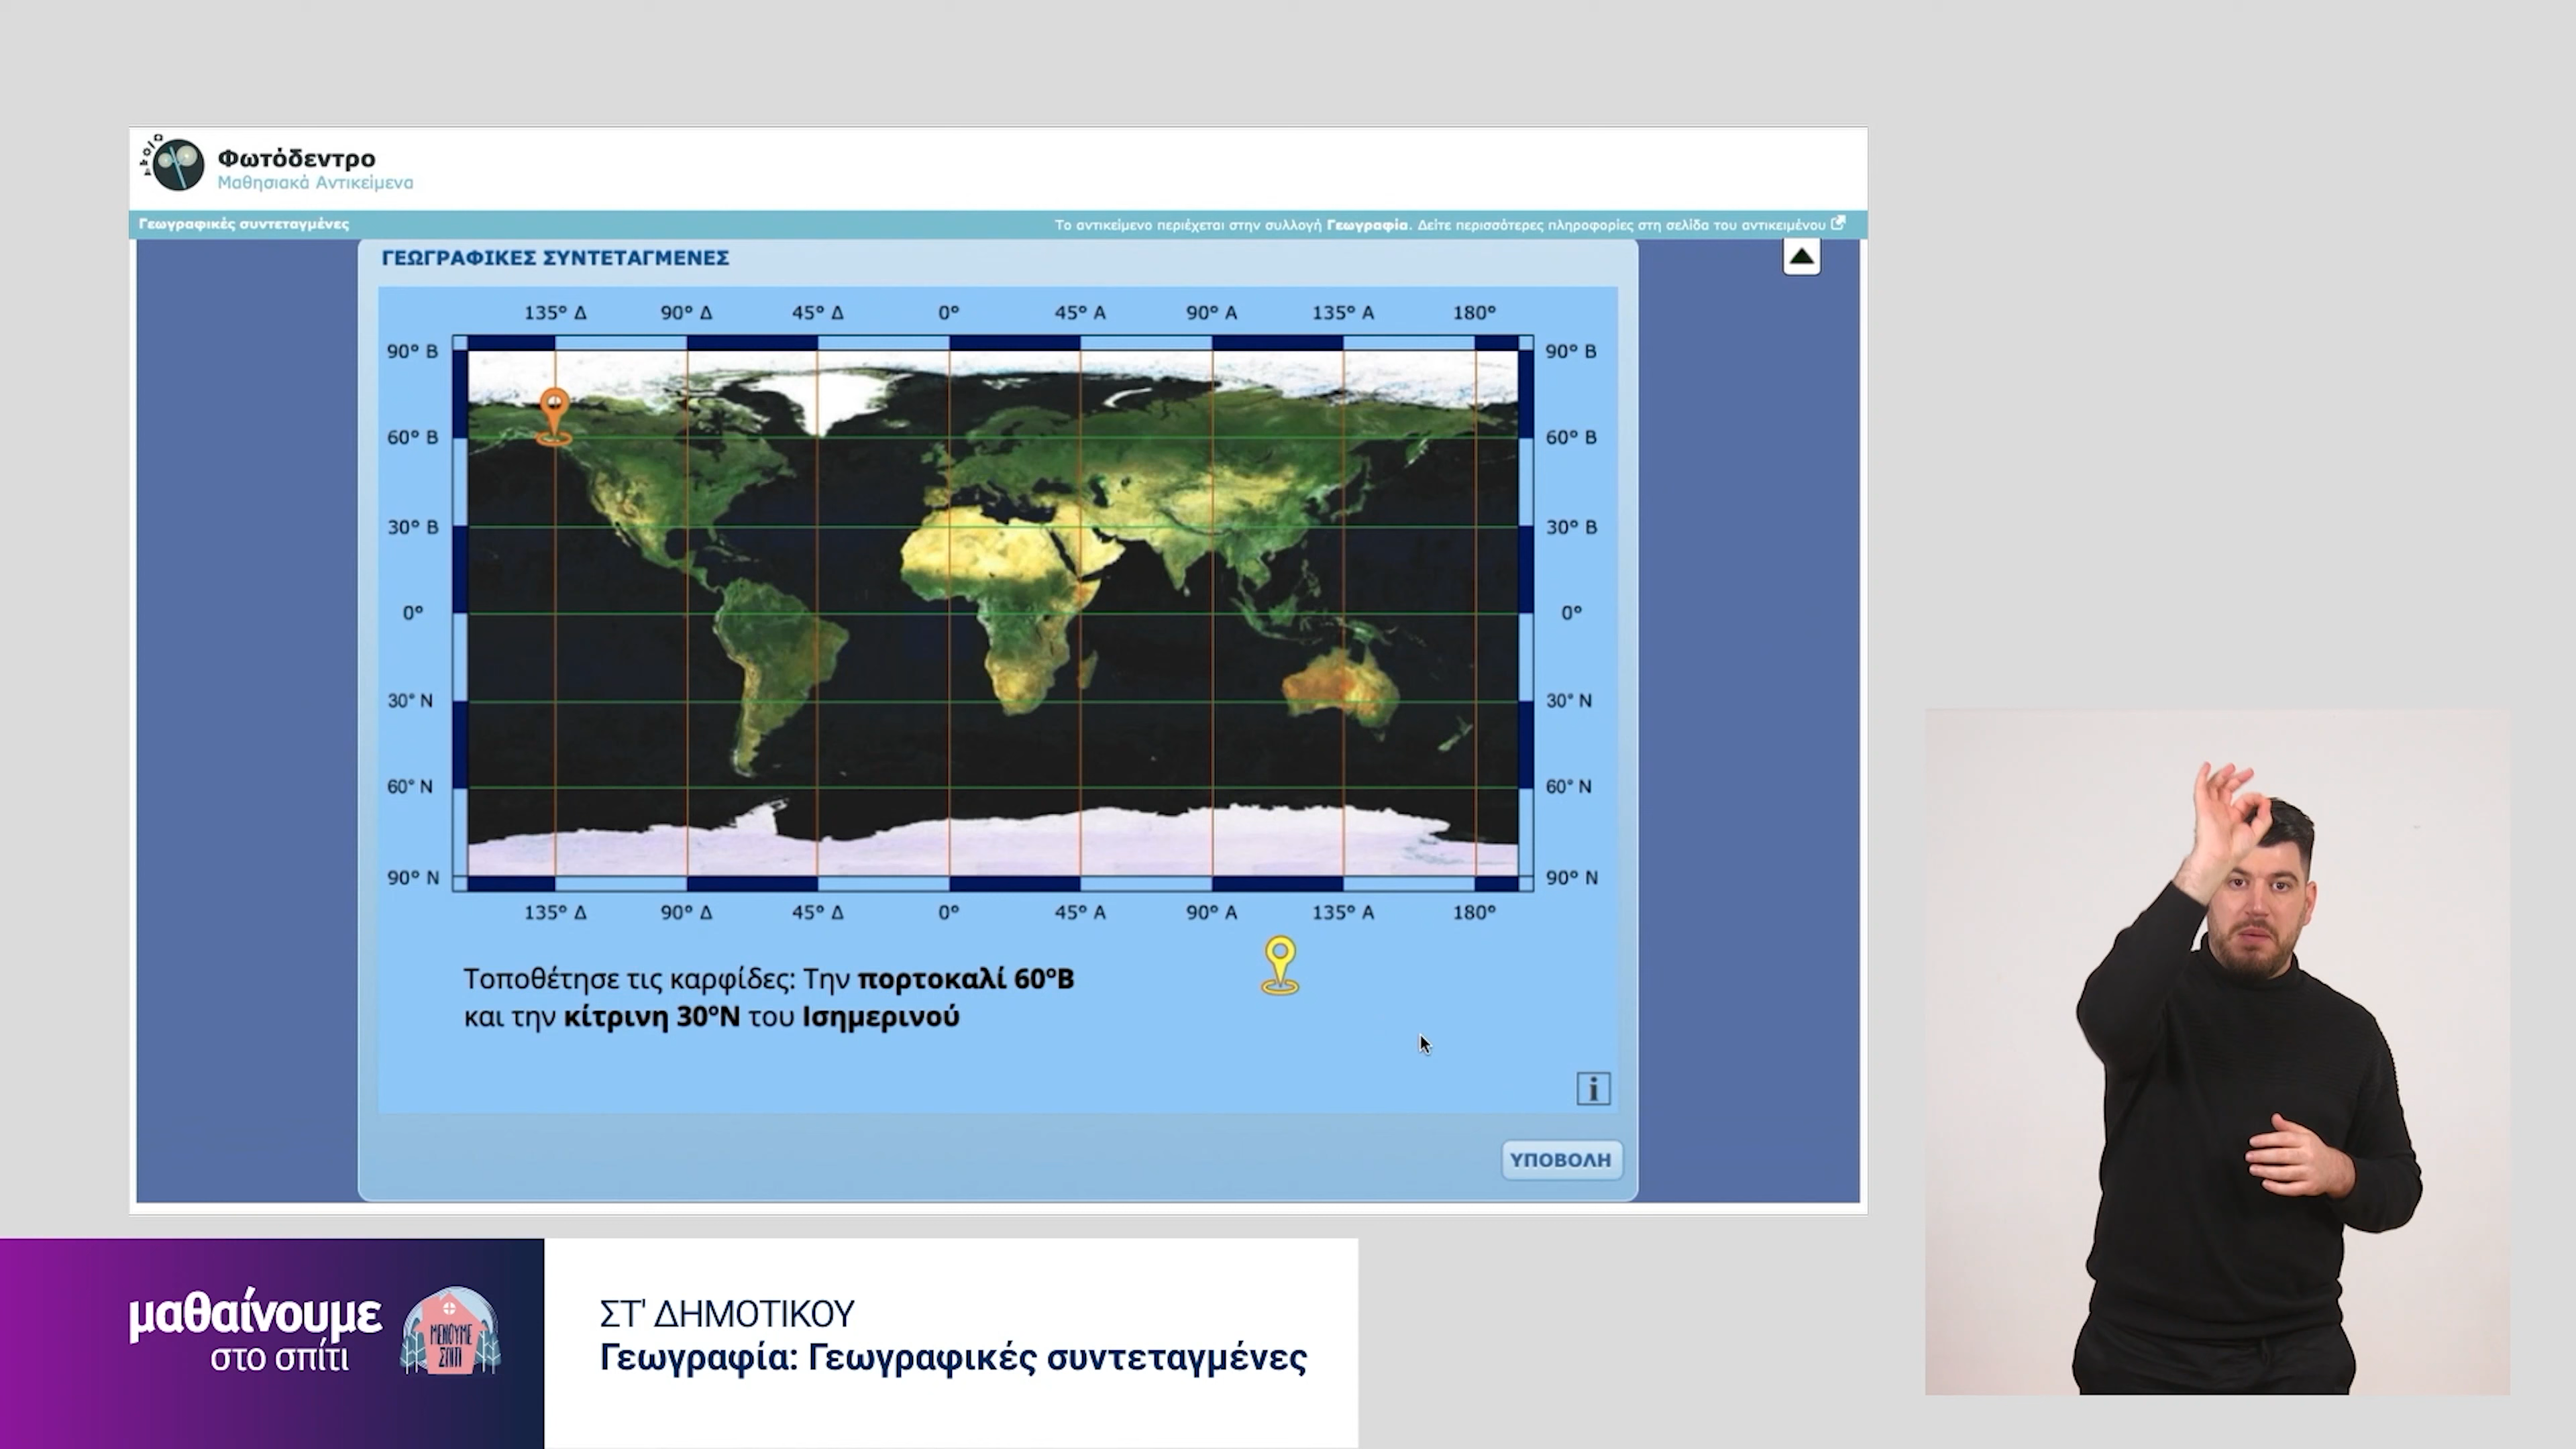 Φωτόδεντρο
Μαθησιακά Αντικείμενα
Γεωγραφικές συντεταγμένες
Το αντικείμενο περιέχεται στην συλλογή Γεωγραφία. Δείτε περισσότερες πληροφορίες στη σελίδα του αντικειμένου
ΓΕΩΓΡΑΦΙΚΕΣ ΣΥΝΤΕΤΑΓΜΕΝΕΣ
135° Δ 90° Δ 45° Δ 0° 45° Α 90° Α 135° Α 180°
90° Β 90° Β
60° Β 60° Β
30° Β 30° Β
0° 0°
30° Ν 30° Ν
60° Ν 60° Ν
90° Ν 90° Ν
135° Δ 90° Δ 45° Δ 0° 45° Α 90° Α 135° Α 180°
Τοποθέτησε τις καρφίδες: Την πορτοκαλί 60°Β
και την κίτρινη 30°Ν του Ισημερινού
i
ΥΠΟΒΟΛΗ
μαθαίνουμε
στο σπίτι
ΜΕΝΟΥΜΕ
ΣΠΙΤΙ
ΣΤ' ΔΗΜΟΤΙΚΟΥ
Γεωγραφία: Γεωγραφικές συντεταγμένες